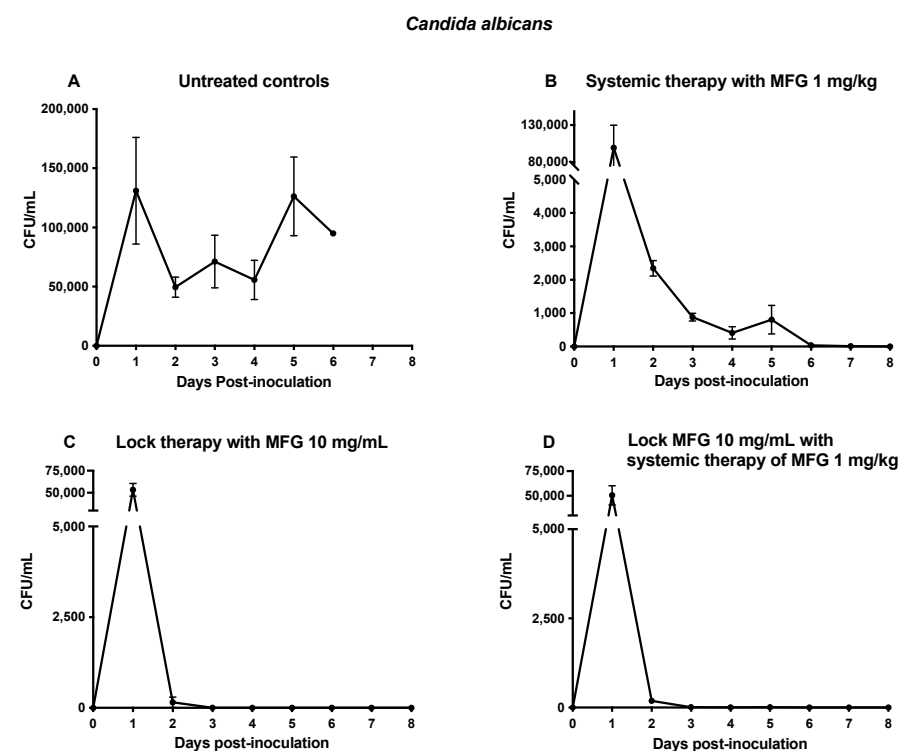 Candida albicans
A Untreated controls
200,000
150,000
100,000
50,000
0
CFU/mL
0 1 2 3 4 5 6 7 8
Days Post-inoculation
B Systemic therapy with MFG 1 mg/kg
130,000
80,000
5,000
4,000
3,000
2,000
1,000
0
CFU/mL
0 1 2 3 4 5 6 7 8
Days post-inoculation
C Lock therapy with MFG 10 mg/mL
75,000
50,000
5,000
2,500
0
CFU/mL
0 1 2 3 4 5 6 7 8
Days post-inoculation
D Lock MFG 10 mg/mL with
systemic therapy of MFG 1 mg/kg
75,000
50,000
5,000
2,500
0
CFU/mL
0 1 2 3 4 5 6 7 8
Days post-inoculation